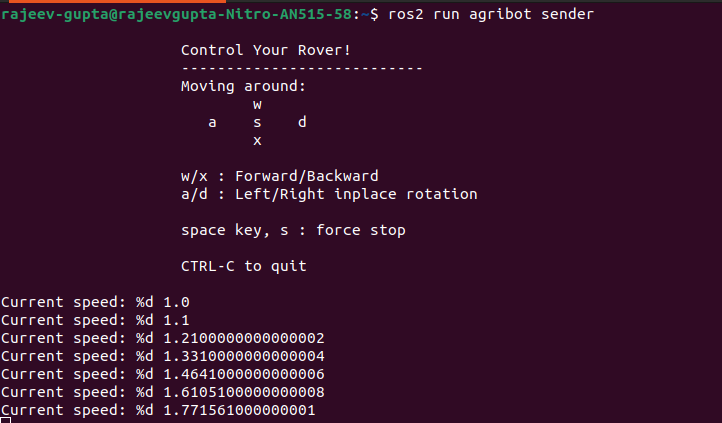 rajeev-gupta@rajeevgupta-Nitro-AN515-58:~$ ros2 run agribot sender
Control Your Rover!
---------------------------
Moving around:
w
a s d
x
w/x : Forward/Backward
a/d : Left/Right inplace rotation
space key, s : force stop
CTRL-C to quit
Current speed: %d 1.0
Current speed: %d 1.1
Current speed: %d 1.2100000000000002
Current speed: %d 1.3310000000000004
Current speed: %d 1.4641000000000006
Current speed: %d 1.6105100000000008
Current speed: %d 1.771561000000001